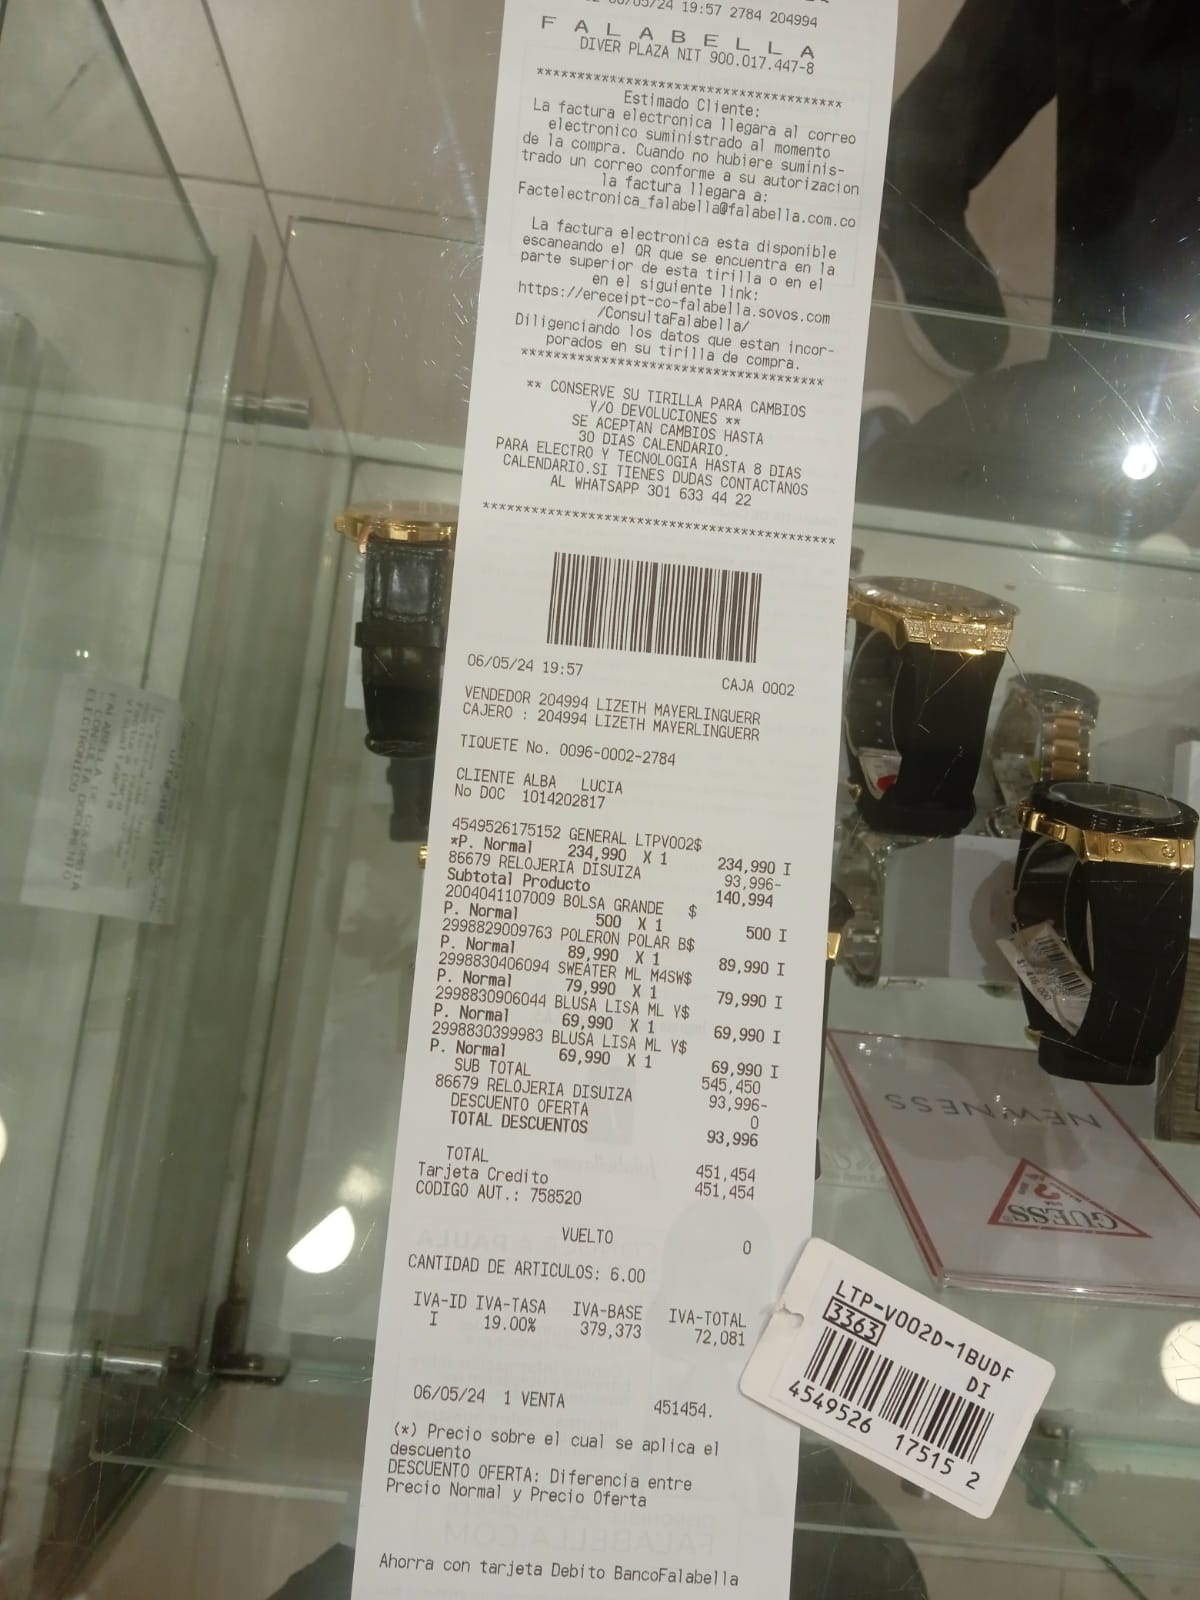 06/05/24 19:57 2784 204994
FALABELLA
DIVER PLAZA NIT 900.017.447-8
**************************************
Estimado Cliente:
La factura electronica llegara al correo
electronico suministrado al momento
de la compra. Cuando no hubiere suminis-
trado un correo conforme a su autorizacion
la factura llegara a:
Factelectronica_falabella@falabella.com.co
La factura electronica esta disponible
escaneando el QR que se encuentra en la
parte superior de esta tirilla o en el
en el siguiente link:
https://ereceipt-co-falabella.sovos.com
/ConsultaFalabella/
Diligenciando los datos que estan incor-
porados en su tirilla de compra.
**************************************
** CONSERVE SU TIRILLA PARA CAMBIOS
Y/O DEVOLUCIONES **
SE ACEPTAN CAMBIOS HASTA
30 DIAS CALENDARIO.
PARA ELECTRO Y TECNOLOGIA HASTA 8 DIAS
CALENDARIO.SI TIENES DUDAS CONTACTANOS
AL WHATSAPP 301 633 44 22
********************************************
06/05/24 19:57 CAJA 0002
VENDEDOR 204994 LIZETH MAYERLINGUERR
CAJERO : 204994 LIZETH MAYERLINGUERR
TIQUETE No. 0096-0002-2784
CLIENTE ALBA LUCIA
No DOC 1014202817
4549526175152 GENERAL LTPV002$
*P. Normal 234,990 X 1 234,990 I
86679 RELOJERIA DISUIZA 93,996-
Subtotal Producto 140,994
2004041107009 BOLSA GRANDE $
P. Normal 500 X 1 500 I
2998829009763 POLERON POLAR B$
P. Normal 89,990 X 1 89,990 I
2998830406094 SWEATER ML M4SW$
P. Normal 79,990 X 1 79,990 I
2998830906044 BLUSA LISA ML Y$
P. Normal 69,990 X 1 69,990 I
2998830399983 BLUSA LISA ML Y$
P. Normal 69,990 X 1 69,990 I
SUB TOTAL 545,450
86679 RELOJERIA DISUIZA 93,996-
DESCUENTO OFERTA 0
TOTAL DESCUENTOS 93,996
TOTAL 451,454
Tarjeta Credito 451,454
CODIGO AUT.: 758520
VUELTO 0
CANTIDAD DE ARTICULOS: 6.00
IVA-ID IVA-TASA IVA-BASE IVA-TOTAL
I 19.00% 379,373 72,081
06/05/24 1 VENTA 451454.
(*) Precio sobre el cual se aplica el
descuento
DESCUENTO OFERTA: Diferencia entre
Precio Normal y Precio Oferta
Ahorra con tarjeta Debito BancoFalabella
LTP-V002D-1BUDF
3363 DI
4549526 17515 2
NEWNESS
GUESS